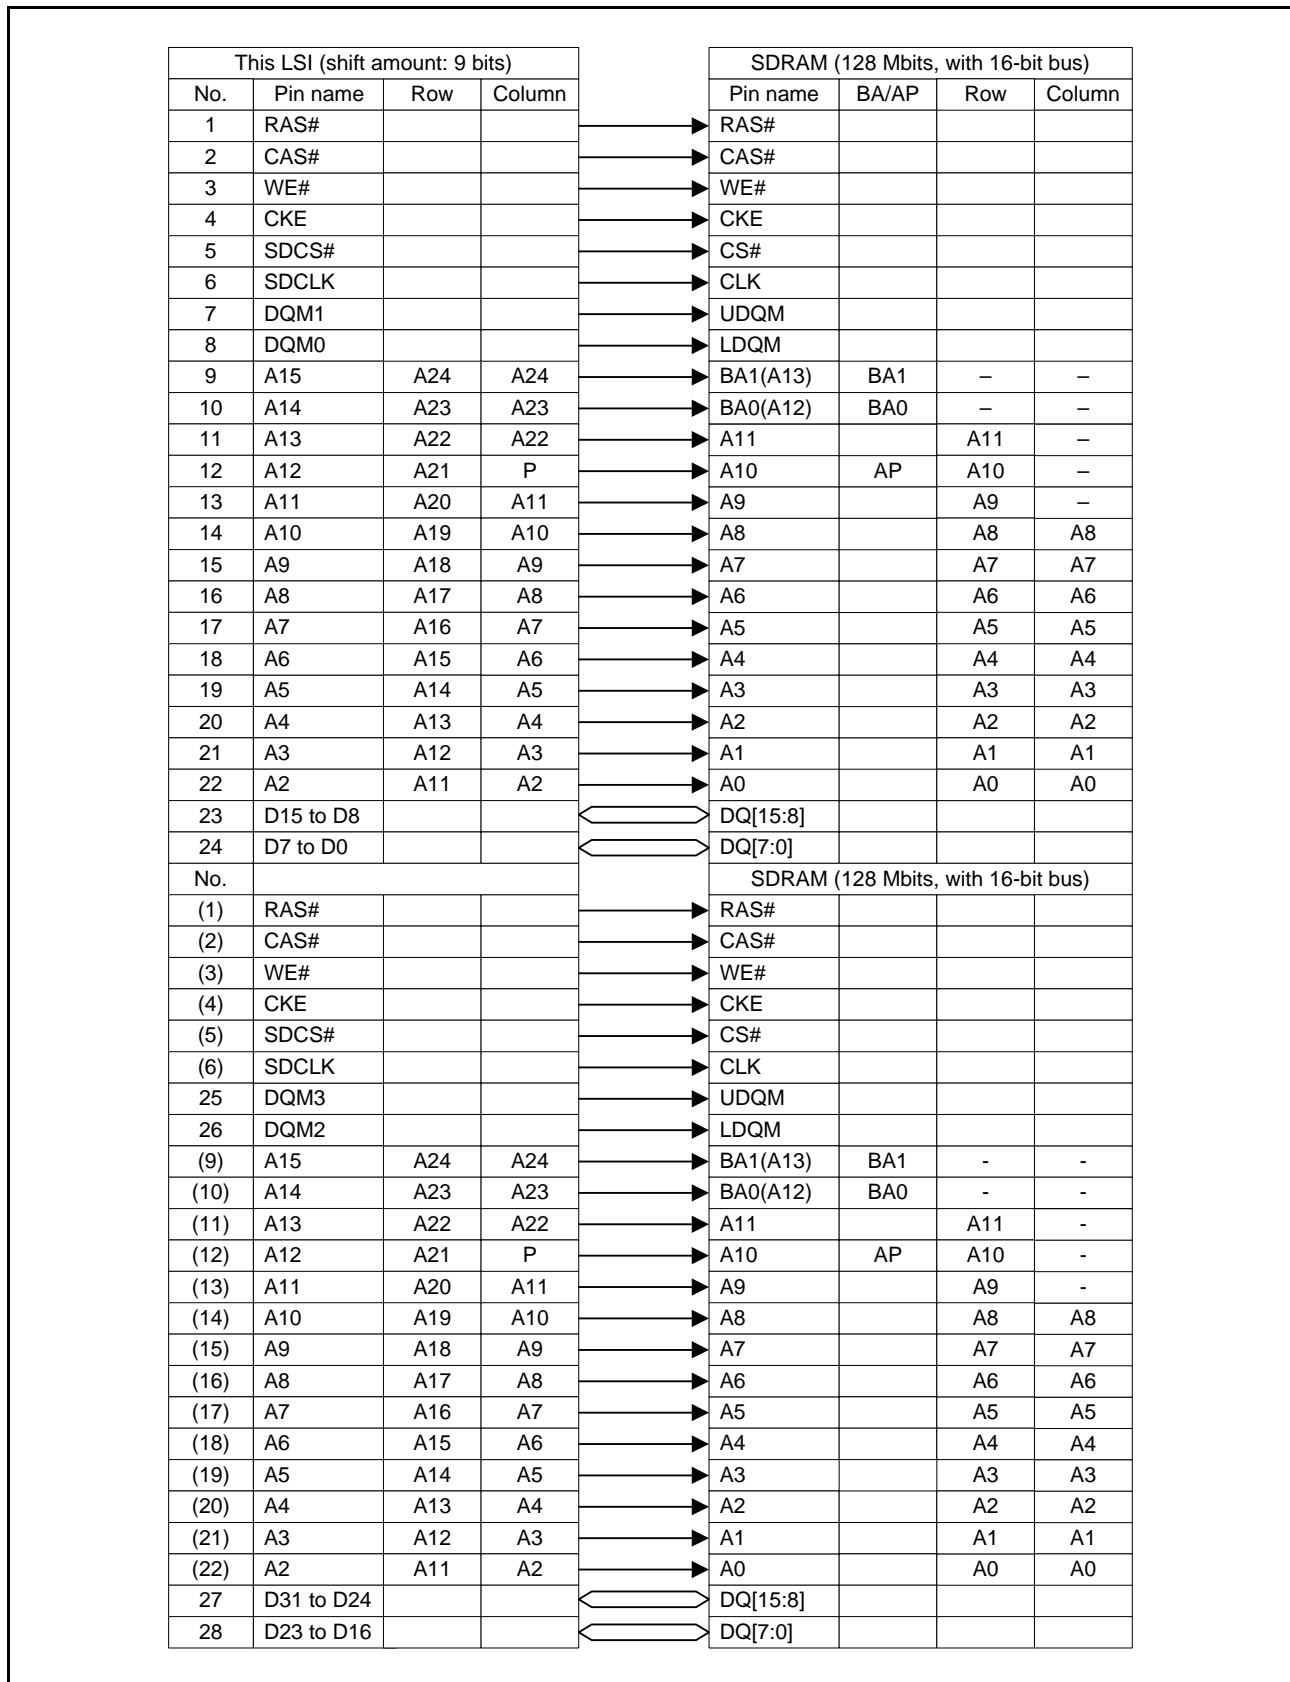 This LSI (shift amount: 9 bits) SDRAM (128 Mbits, with 16-bit bus)
No. Pin name Row Column Pin name BA/AP Row Column
1 RAS# RAS#
2 CAS# CAS#
3 WE# WE#
4 CKE CKE
5 SDCS# CS#
6 SDCLK CLK
7 DQM1 UDQM
8 DQM0 LDQM
9 A15 A24 A24 BA1(A13) BA1 – –
10 A14 A23 A23 BA0(A12) BA0 – –
11 A13 A22 A22 A11 A11 –
12 A12 A21 P A10 AP A10 –
13 A11 A20 A11 A9 A9 –
14 A10 A19 A10 A8 A8 A8
15 A9 A18 A9 A7 A7 A7
16 A8 A17 A8 A6 A6 A6
17 A7 A16 A7 A5 A5 A5
18 A6 A15 A6 A4 A4 A4
19 A5 A14 A5 A3 A3 A3
20 A4 A13 A4 A2 A2 A2
21 A3 A12 A3 A1 A1 A1
22 A2 A11 A2 A0 A0 A0
23 D15 to D8 DQ[15:8]
24 D7 to D0 DQ[7:0]
No. SDRAM (128 Mbits, with 16-bit bus)
(1) RAS# RAS#
(2) CAS# CAS#
(3) WE# WE#
(4) CKE CKE
(5) SDCS# CS#
(6) SDCLK CLK
25 DQM3 UDQM
26 DQM2 LDQM
(9) A15 A24 A24 BA1(A13) BA1 - -
(10) A14 A23 A23 BA0(A12) BA0 - -
(11) A13 A22 A22 A11 A11 -
(12) A12 A21 P A10 AP A10 -
(13) A11 A20 A11 A9 A9 -
(14) A10 A19 A10 A8 A8 A8
(15) A9 A18 A9 A7 A7 A7
(16) A8 A17 A8 A6 A6 A6
(17) A7 A16 A7 A5 A5 A5
(18) A6 A15 A6 A4 A4 A4
(19) A5 A14 A5 A3 A3 A3
(20) A4 A13 A4 A2 A2 A2
(21) A3 A12 A3 A1 A1 A1
(22) A2 A11 A2 A0 A0 A0
27 D31 to D24 DQ[15:8]
28 D23 to D16 DQ[7:0]